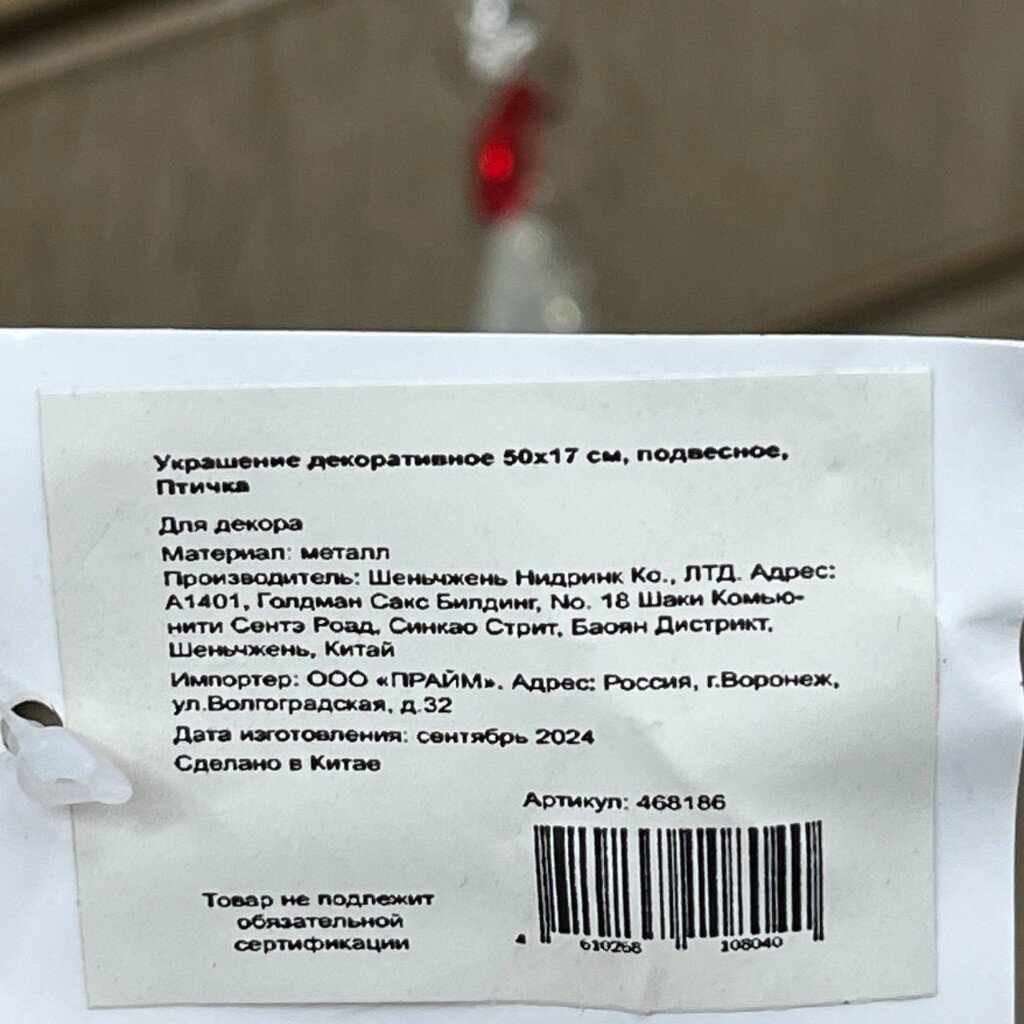 Украшение декоративное 50х17 см, подвесное,
Птичка
Для декора
Материал: металл
Производитель: Шеньчжень Нидринк Ко., ЛТД. Адрес:
А1401, Голдман Сакс Билдинг, No. 18 Шаки Комью-
нити Сентэ Роад, Синкао Стрит, Баоян Дистрикт,
Шеньчжень, Китай
Импортер: ООО «ПРАЙМ». Адрес: Россия, г.Воронеж,
ул.Волгоградская, д.32
Дата изготовления: сентябрь 2024
Сделано в Китае
Артикул: 468186
Товар не подлежит
обязательной
сертификации
4 610268 108040